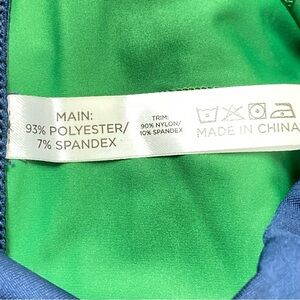 MAIN:
93% POLYESTER/
7% SPANDEX
TRIM:
90% NYLON/
10% SPANDEX
MADE IN CHINA